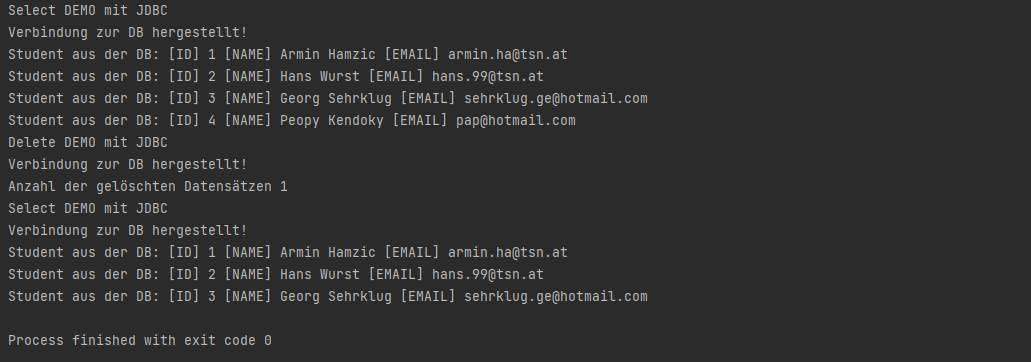 Select DEMO mit JDBC
Verbindung zur DB hergestellt!
Student aus der DB: [ID] 1 [NAME] Armin Hamzic [EMAIL] armin.ha@tsn.at
Student aus der DB: [ID] 2 [NAME] Hans Wurst [EMAIL] hans.99@tsn.at
Student aus der DB: [ID] 3 [NAME] Georg Sehrklug [EMAIL] sehrklug.ge@hotmail.com
Student aus der DB: [ID] 4 [NAME] Peopy Kendoky [EMAIL] pap@hotmail.com
Delete DEMO mit JDBC
Verbindung zur DB hergestellt!
Anzahl der gelöschten Datensätzen 1
Select DEMO mit JDBC
Verbindung zur DB hergestellt!
Student aus der DB: [ID] 1 [NAME] Armin Hamzic [EMAIL] armin.ha@tsn.at
Student aus der DB: [ID] 2 [NAME] Hans Wurst [EMAIL] hans.99@tsn.at
Student aus der DB: [ID] 3 [NAME] Georg Sehrklug [EMAIL] sehrklug.ge@hotmail.com
Process finished with exit code 0